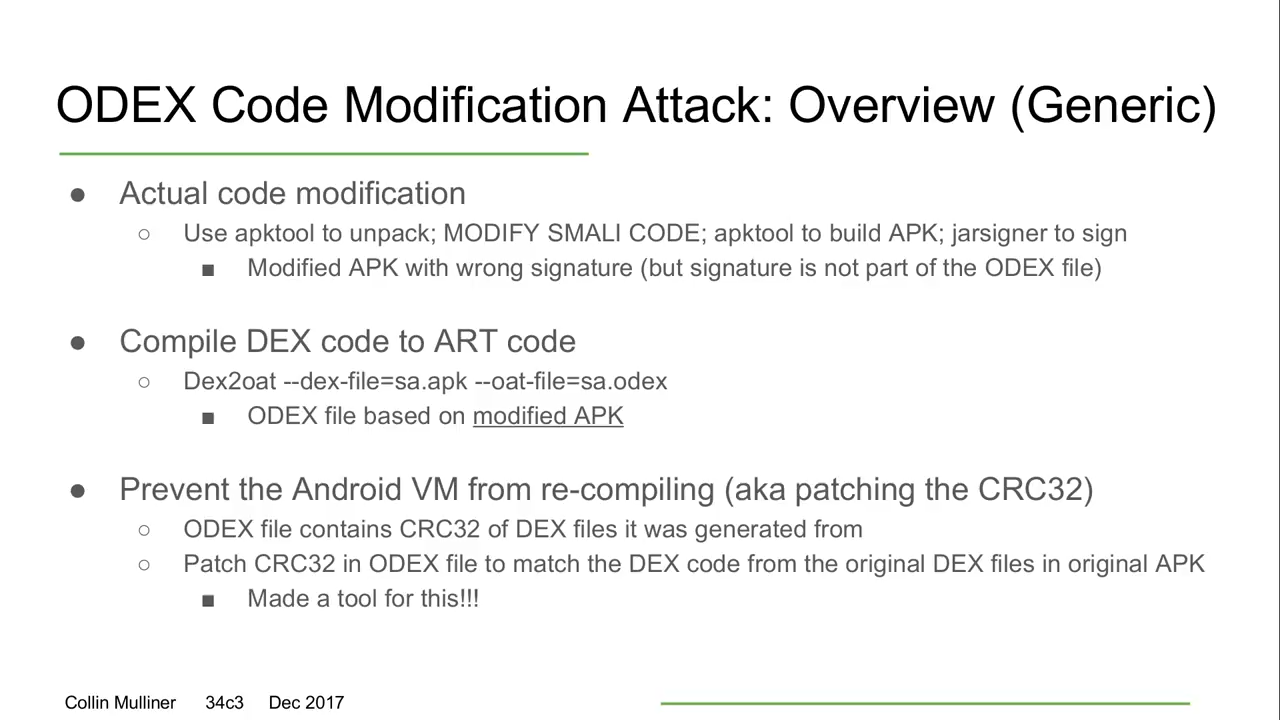 ODEX Code Modification Attack: Overview (Generic)
● Actual code modification
○ Use apktool to unpack; MODIFY SMALI CODE; apktool to build APK; jarsigner to sign
■ Modified APK with wrong signature (but signature is not part of the ODEX file)
● Compile DEX code to ART code
○ Dex2oat --dex-file=sa.apk --oat-file=sa.odex
■ ODEX file based on modified APK
● Prevent the Android VM from re-compiling (aka patching the CRC32)
○ ODEX file contains CRC32 of DEX files it was generated from
○ Patch CRC32 in ODEX file to match the DEX code from the original DEX files in original APK
■ Made a tool for this!!!
Collin Mulliner 34c3 Dec 2017